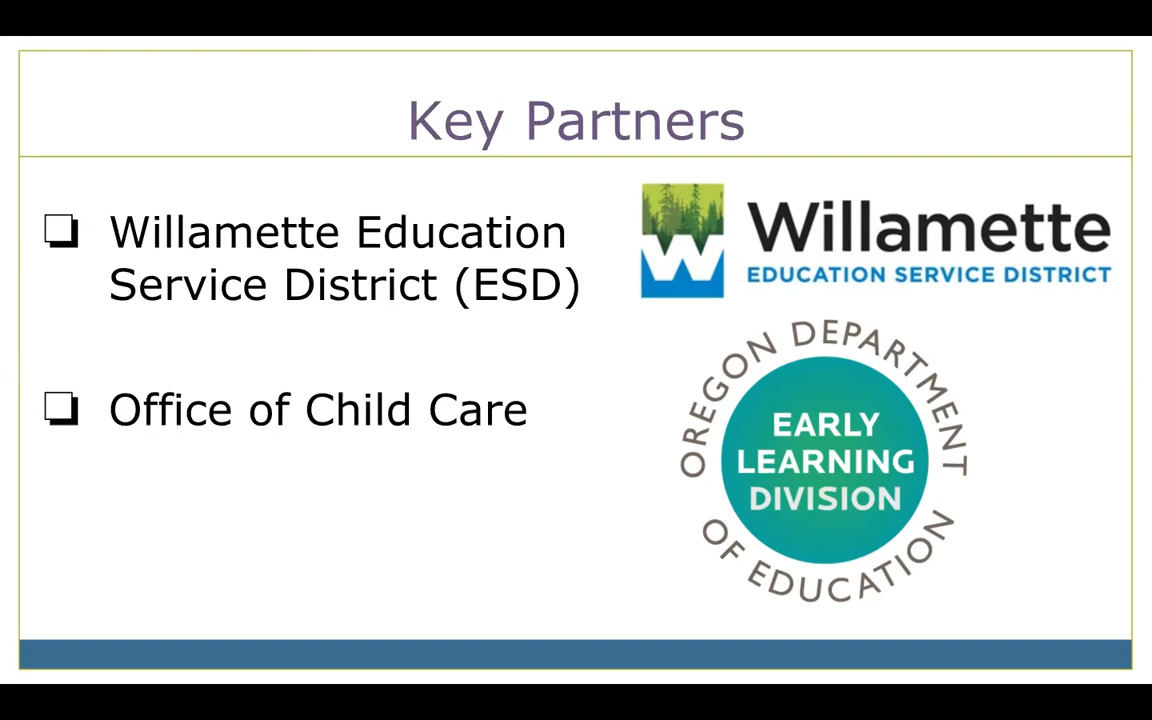 Key Partners
❏ Willamette Education
Service District (ESD)
❏ Office of Child Care
Willamette
EDUCATION SERVICE DISTRICT
OREGON DEPARTMENT
OF EDUCATION
EARLY
LEARNING
DIVISION